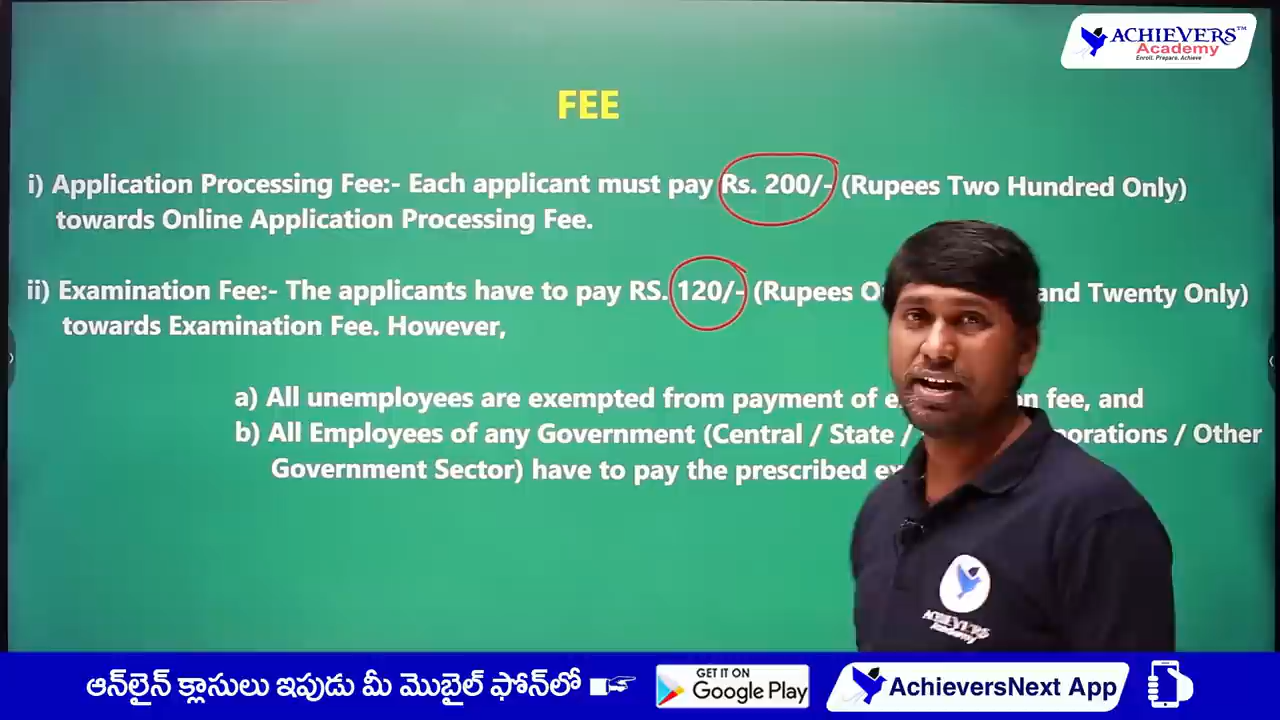 ACHIEVERS™
Academy
Enroll. Prepare. Achieve
FEE
i) Application Processing Fee:- Each applicant must pay Rs. 200/- (Rupees Two Hundred Only)
towards Online Application Processing Fee.
ii) Examination Fee:- The applicants have to pay RS. 120/- (Rupees and Twenty Only)
towards Examination Fee. However,
a) All unemployees are exempted from payment of fee, and
b) All Employees of any Government (Central / State / / Other
Government Sector) have to pay the prescribed
ACHIEVERS
Academy
ఆన్‌లైన్ క్లాసులు ఇపుడు మీ మొబైల్ ఫోన్‌లో
GET IT ON
Google Play
AchieversNext App